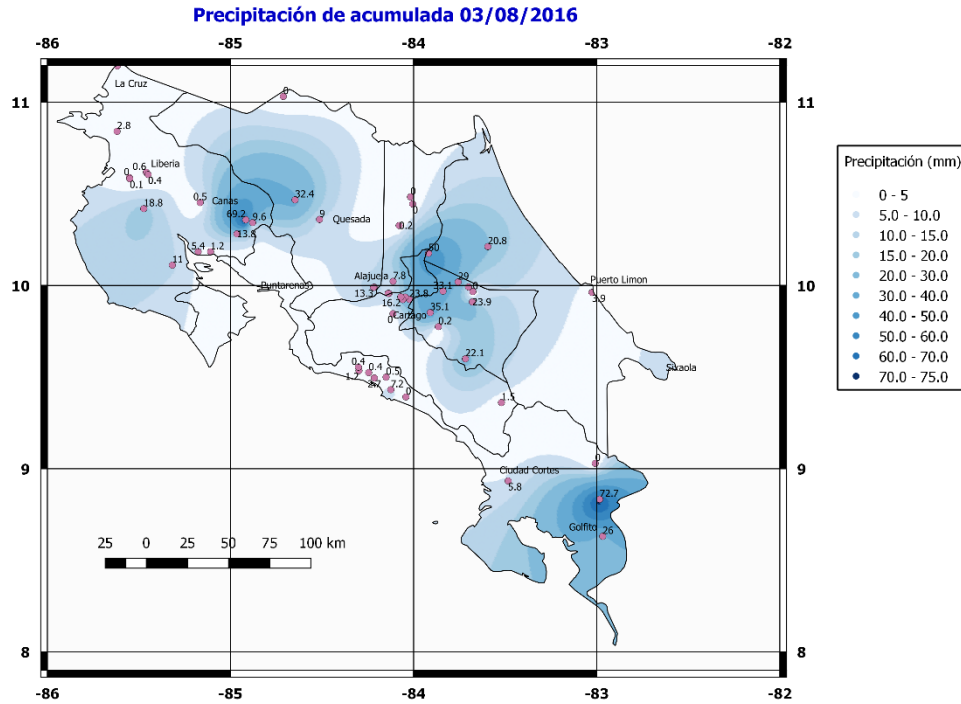 Precipitación de acumulada 03/08/2016
-86 -85 -84 -83 -82
La Cruz
0
11 11
2.8
0.6 Liberia
0 0.4
0.1
0
32.4
0.5
Canas
18.8
69.2 9.6
9 Quesada
0.2
13.8
20.8
80
5.4 1.2
11
7.8 29
Alajuela
Puntarenas
13.3
33.1 0
Puerto Limon
3.9
16.2 23.8
23.9
35.1
0 Cartago
0.2
22.1
0.4
0.4 0.5
1.7
2.7
7.2
0
1.5
Sixaola
0
Ciudad Cortes
5.8
72.7
Golfito
26
10 10
9 9
8 8
25 0 25 50 75 100 km
-86 -85 -84 -83 -82
Precipitación (mm)
0 - 5
5.0 - 10.0
10.0 - 15.0
15.0 - 20.0
20.0 - 30.0
30.0 - 40.0
40.0 - 50.0
50.0 - 60.0
60.0 - 70.0
70.0 - 75.0